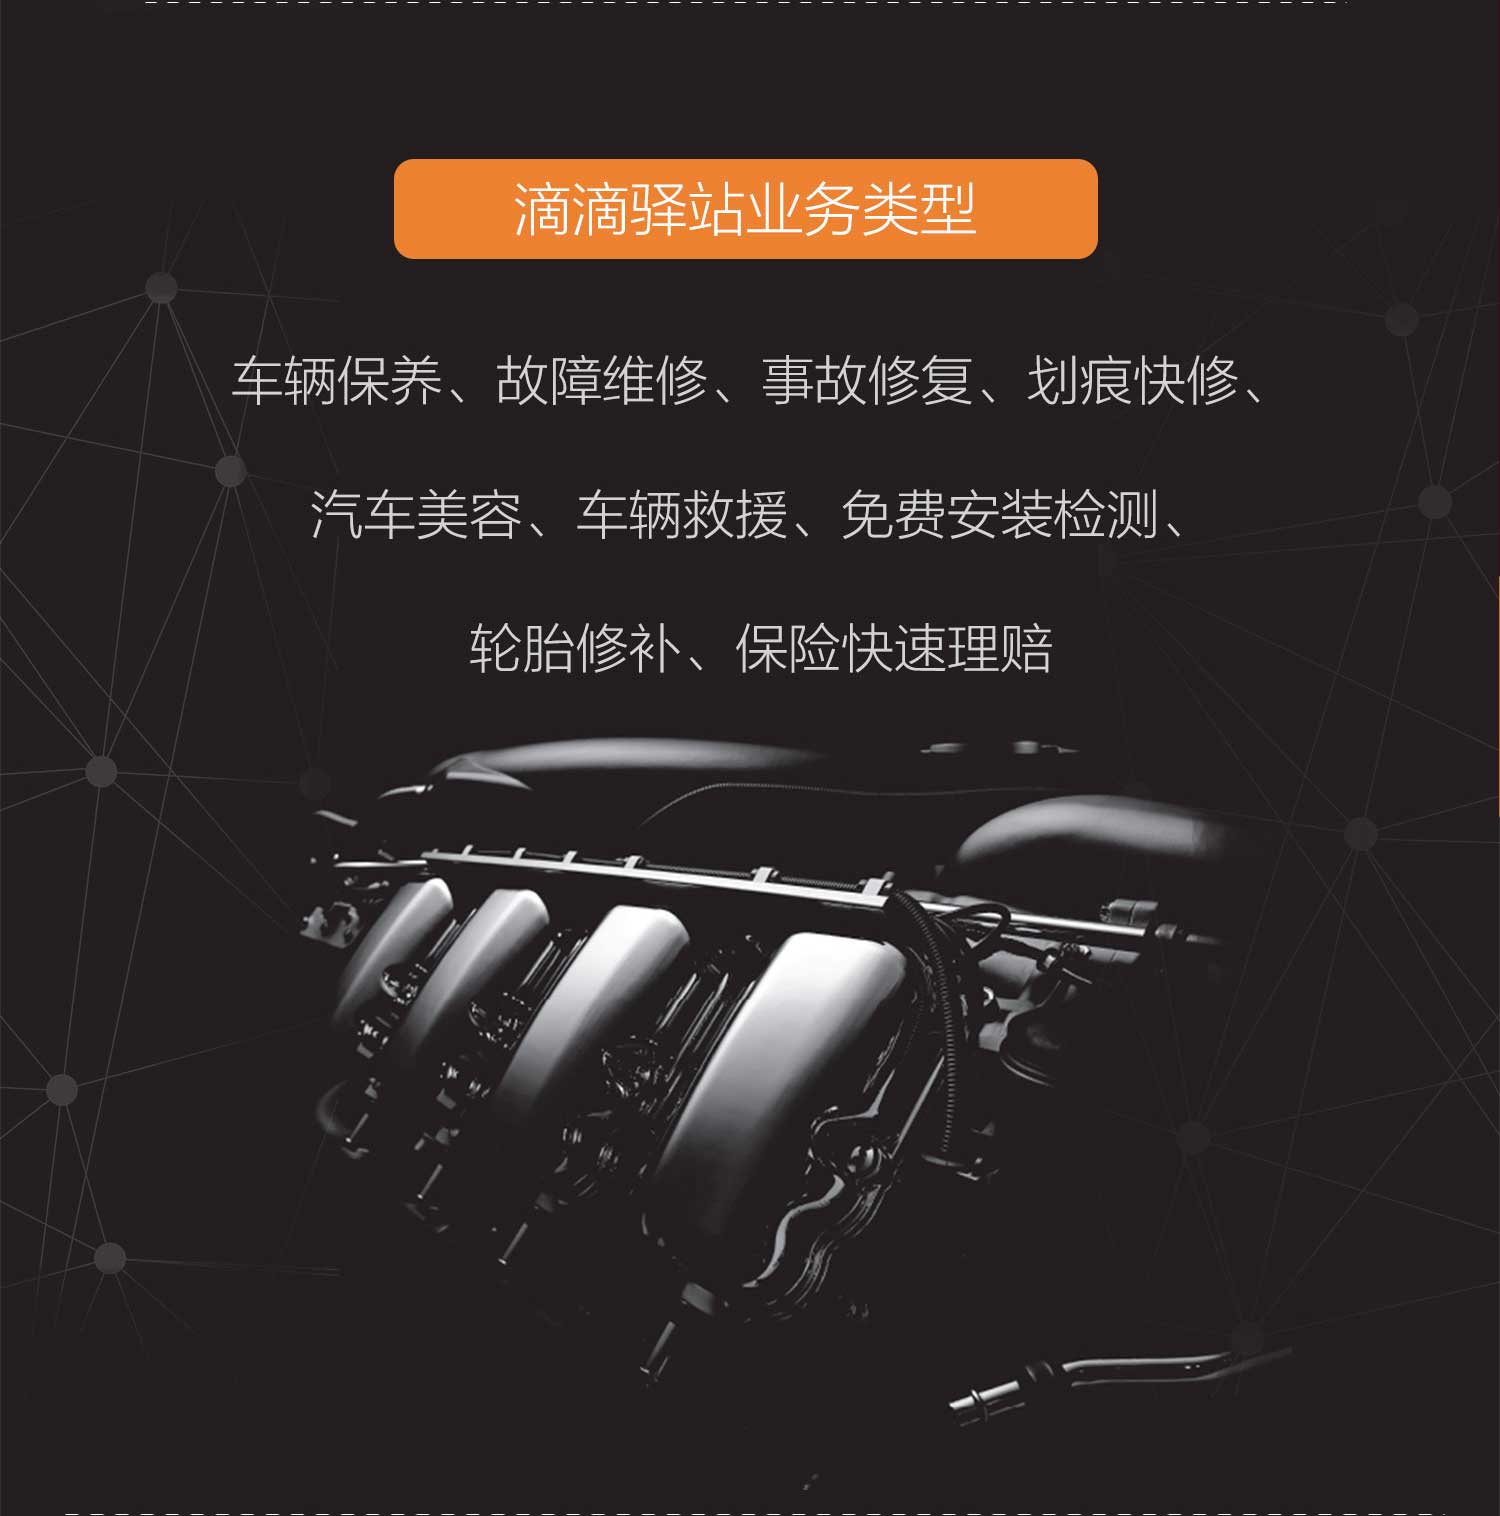 滴滴驿站业务类型
车辆保养、故障维修、事故修复、划痕快修、
汽车美容、车辆救援、免费安装检测、
轮胎修补、保险快速理赔